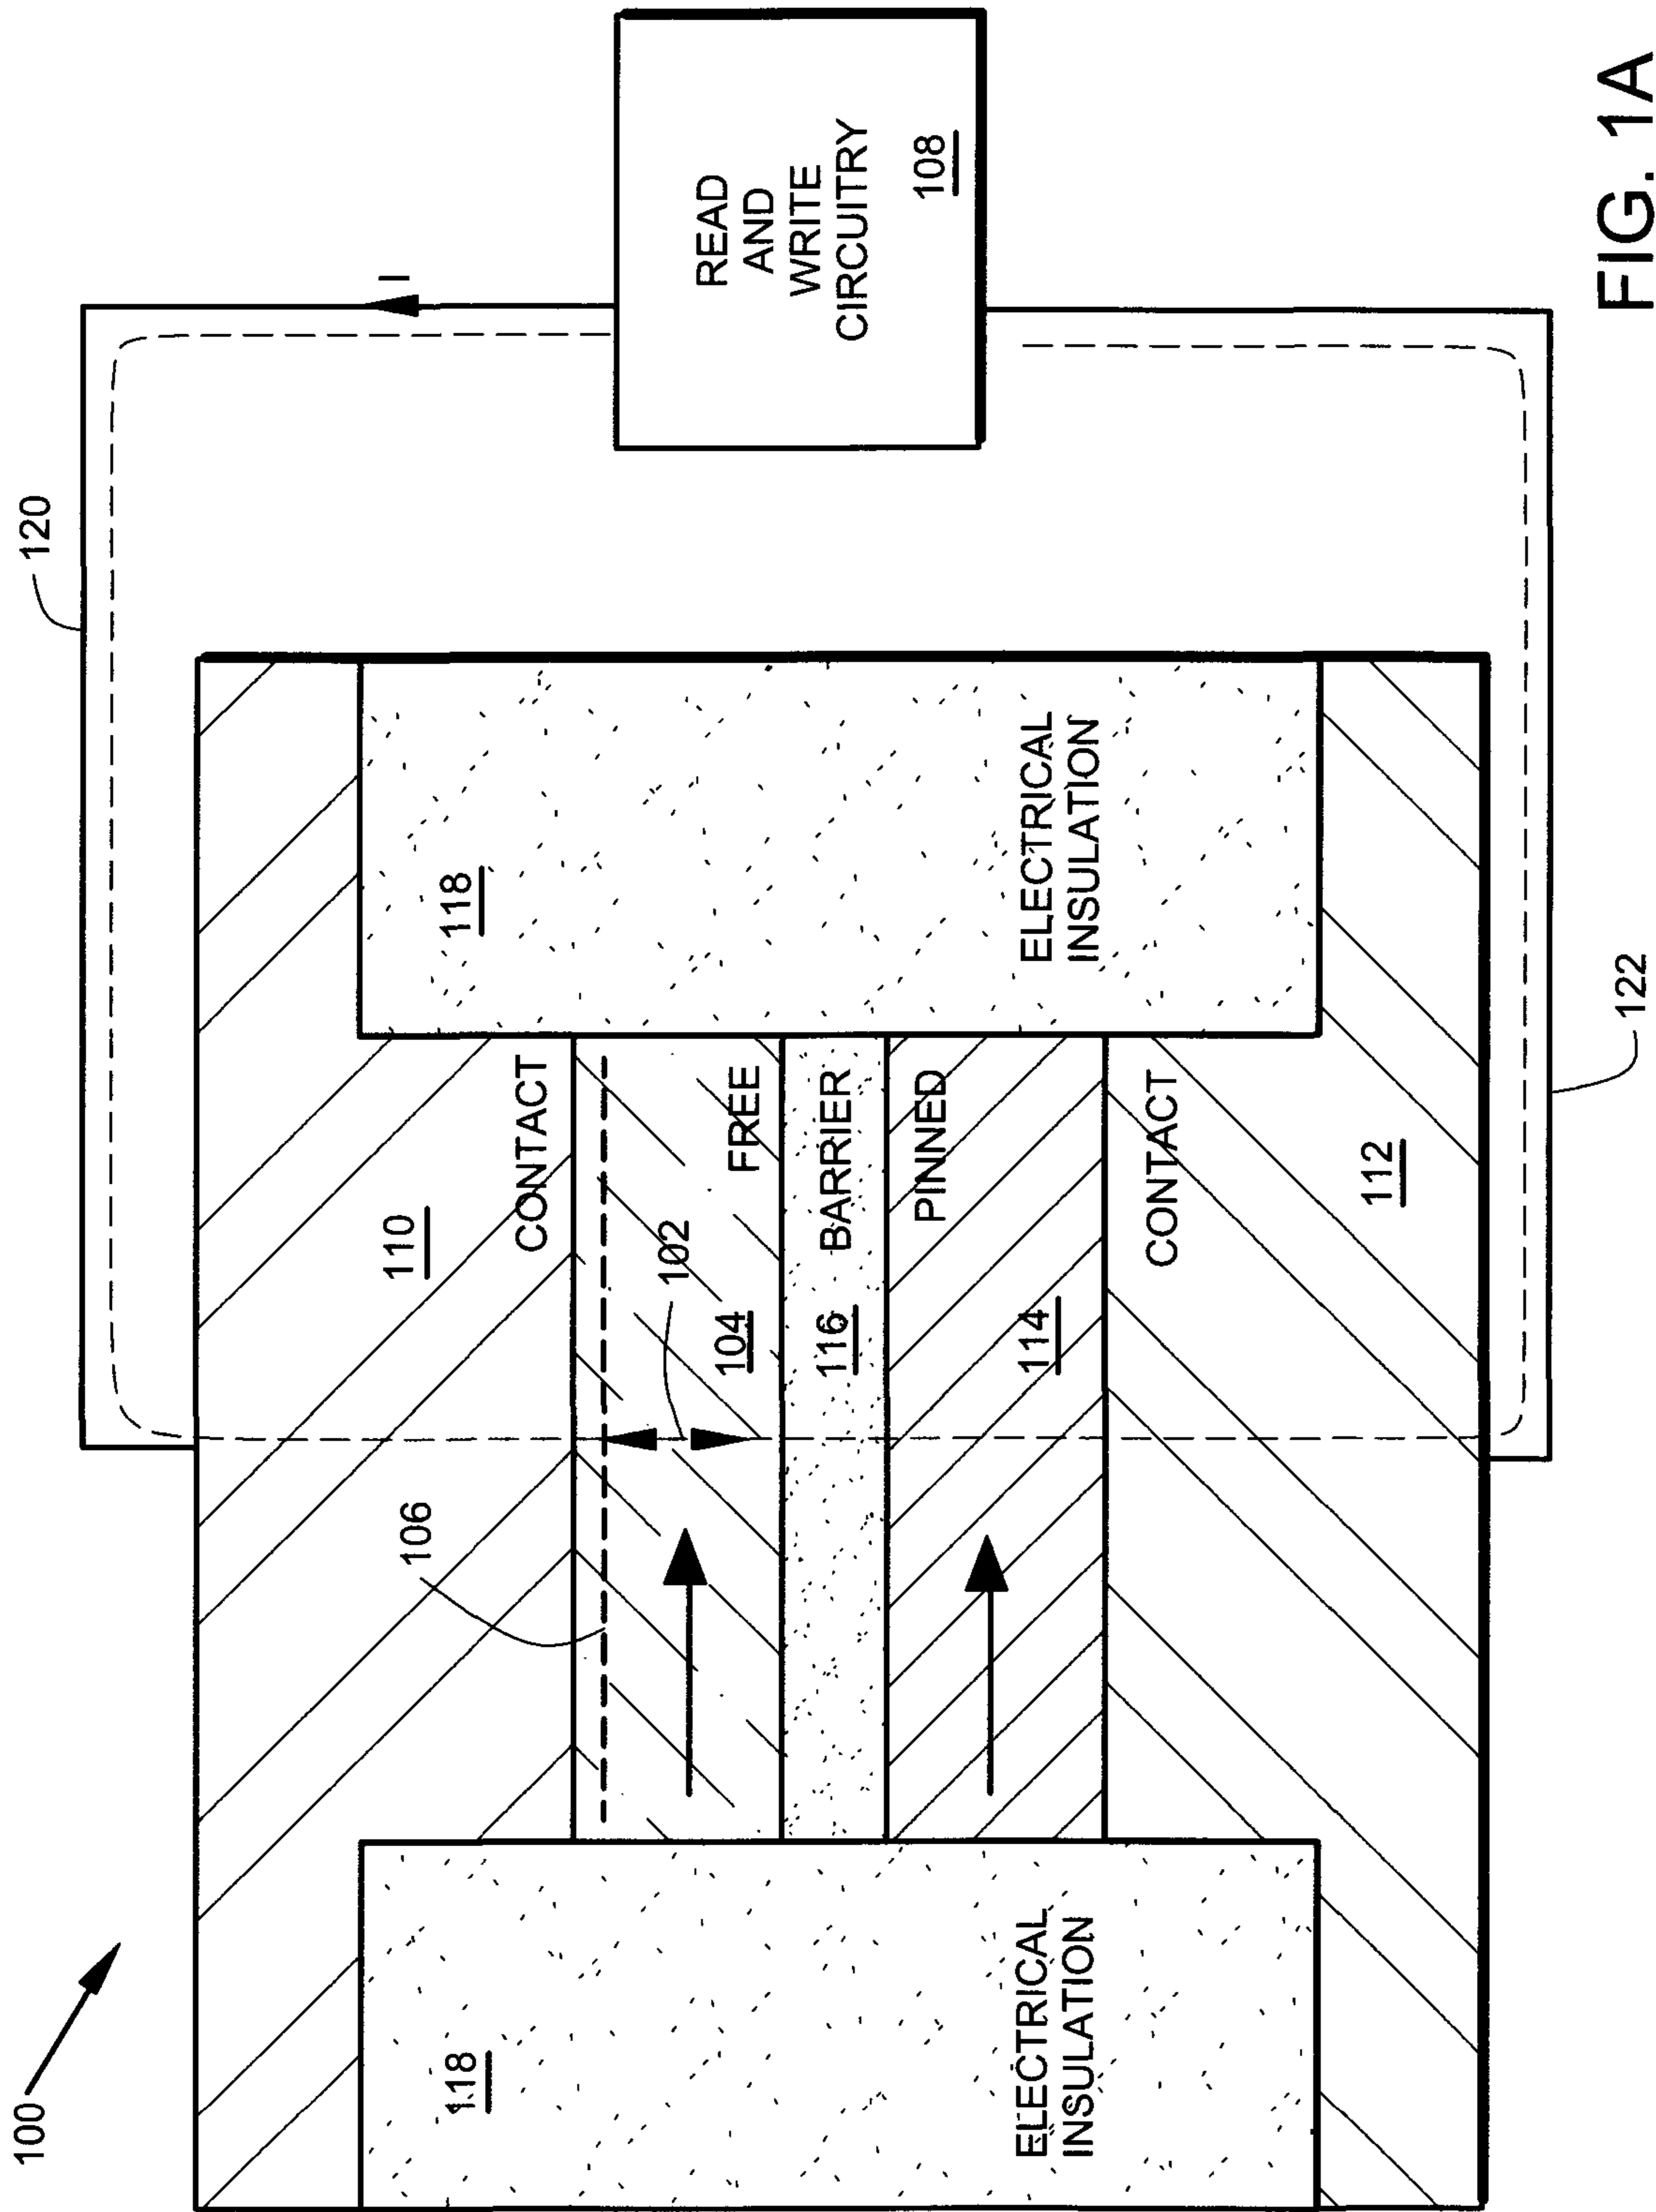 100
120
I
READ
AND
WRITE
CIRCUITRY
108
110
CONTACT
106
102
104
FREE
116
BARRIER
114
PINNED
CONTACT
112
118
ELECTRICAL
INSULATION
118
ELECTRICAL
INSULATION
122
FIG. 1A